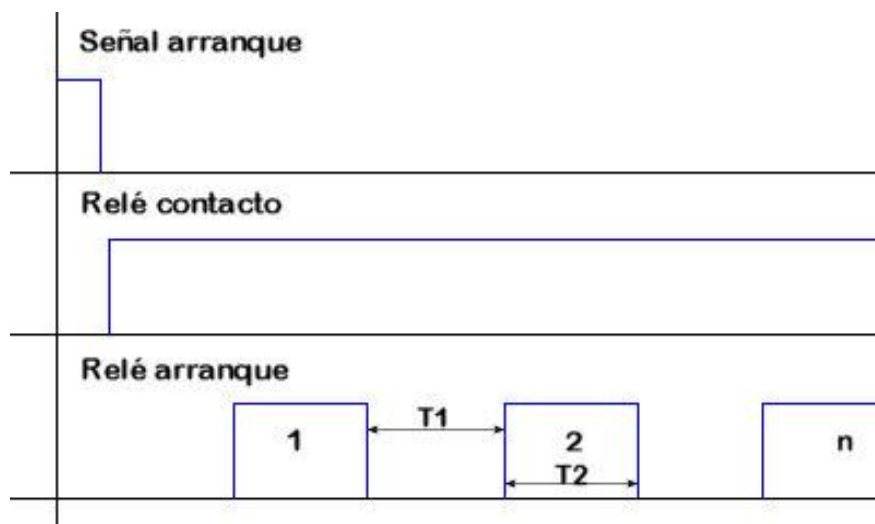 Señal arranque
Relé contacto
Relé arranque
1
T1
2
T2
n